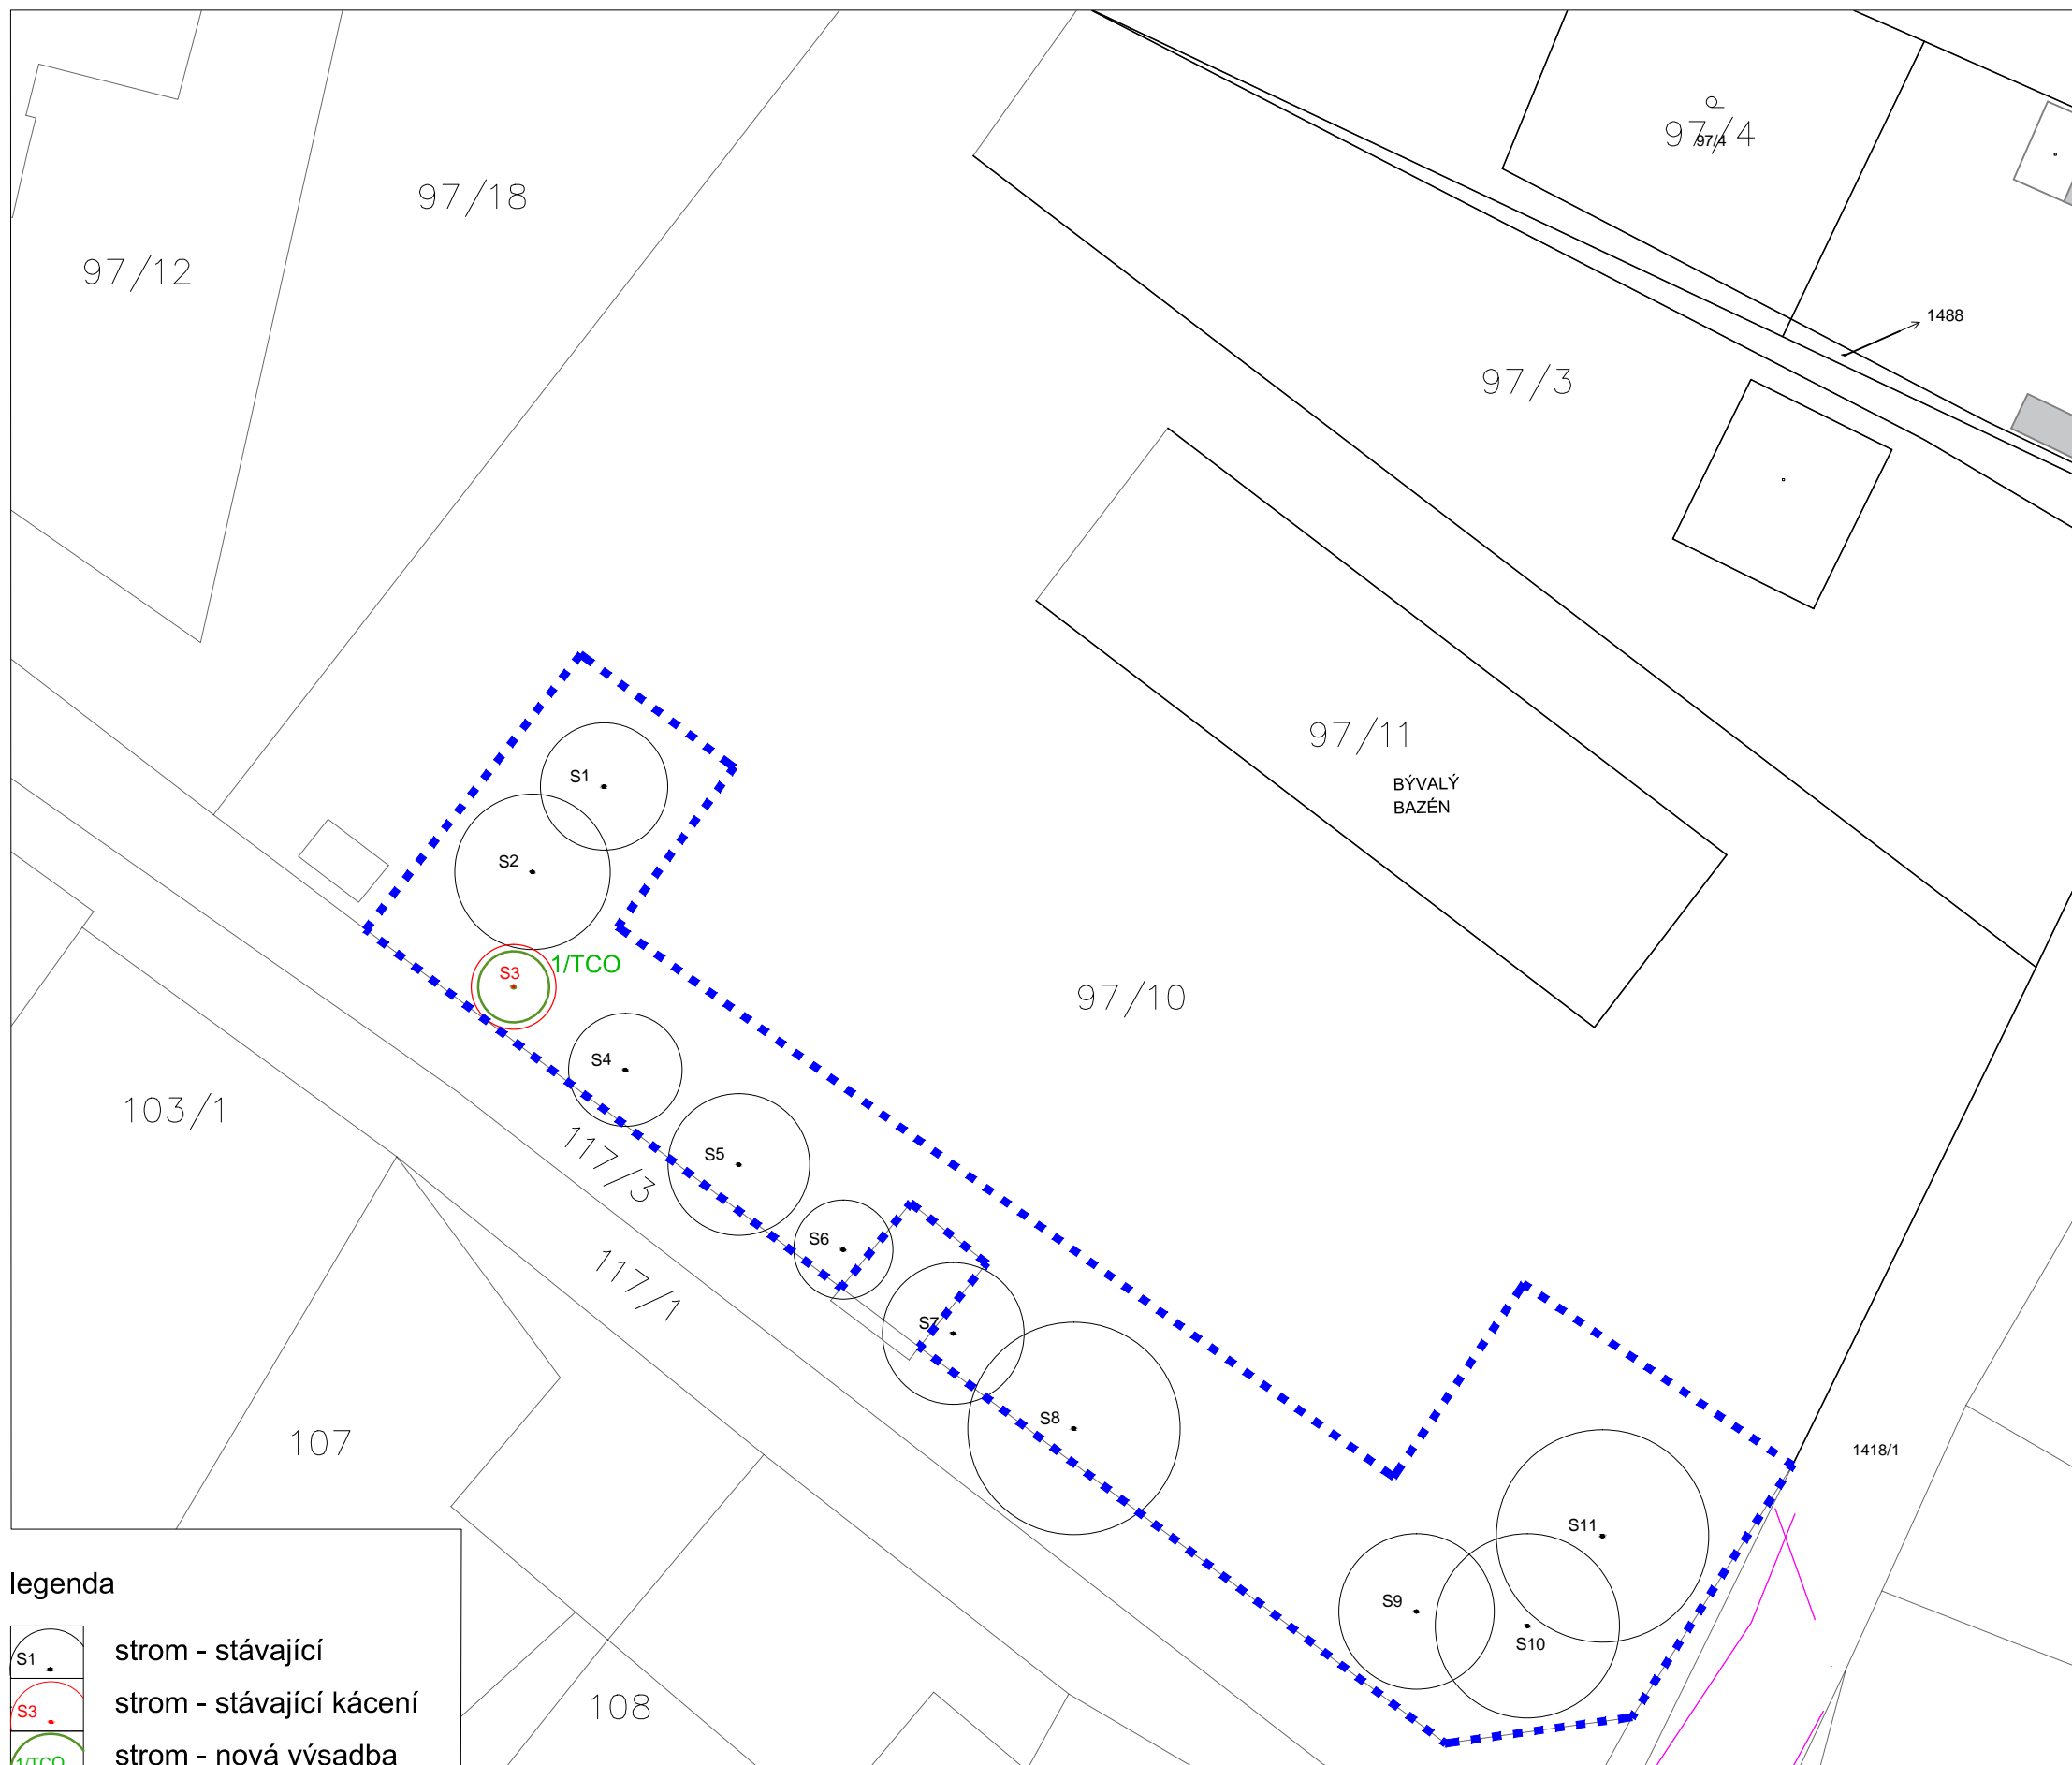 97/4
97/4
97/18
97/12
1488
97/3
97/11
BÝVALÝ
BAZÉN
S1
S2
S3
1/TCO
97/10
S4
103/1
117/3
S5
S6
117/1
S7
S8
107
1418/1
S11
S9
S10
108
legenda
S1
strom - stávající
S3
strom - stávající kácení
1/TCO
strom - nová výsadba